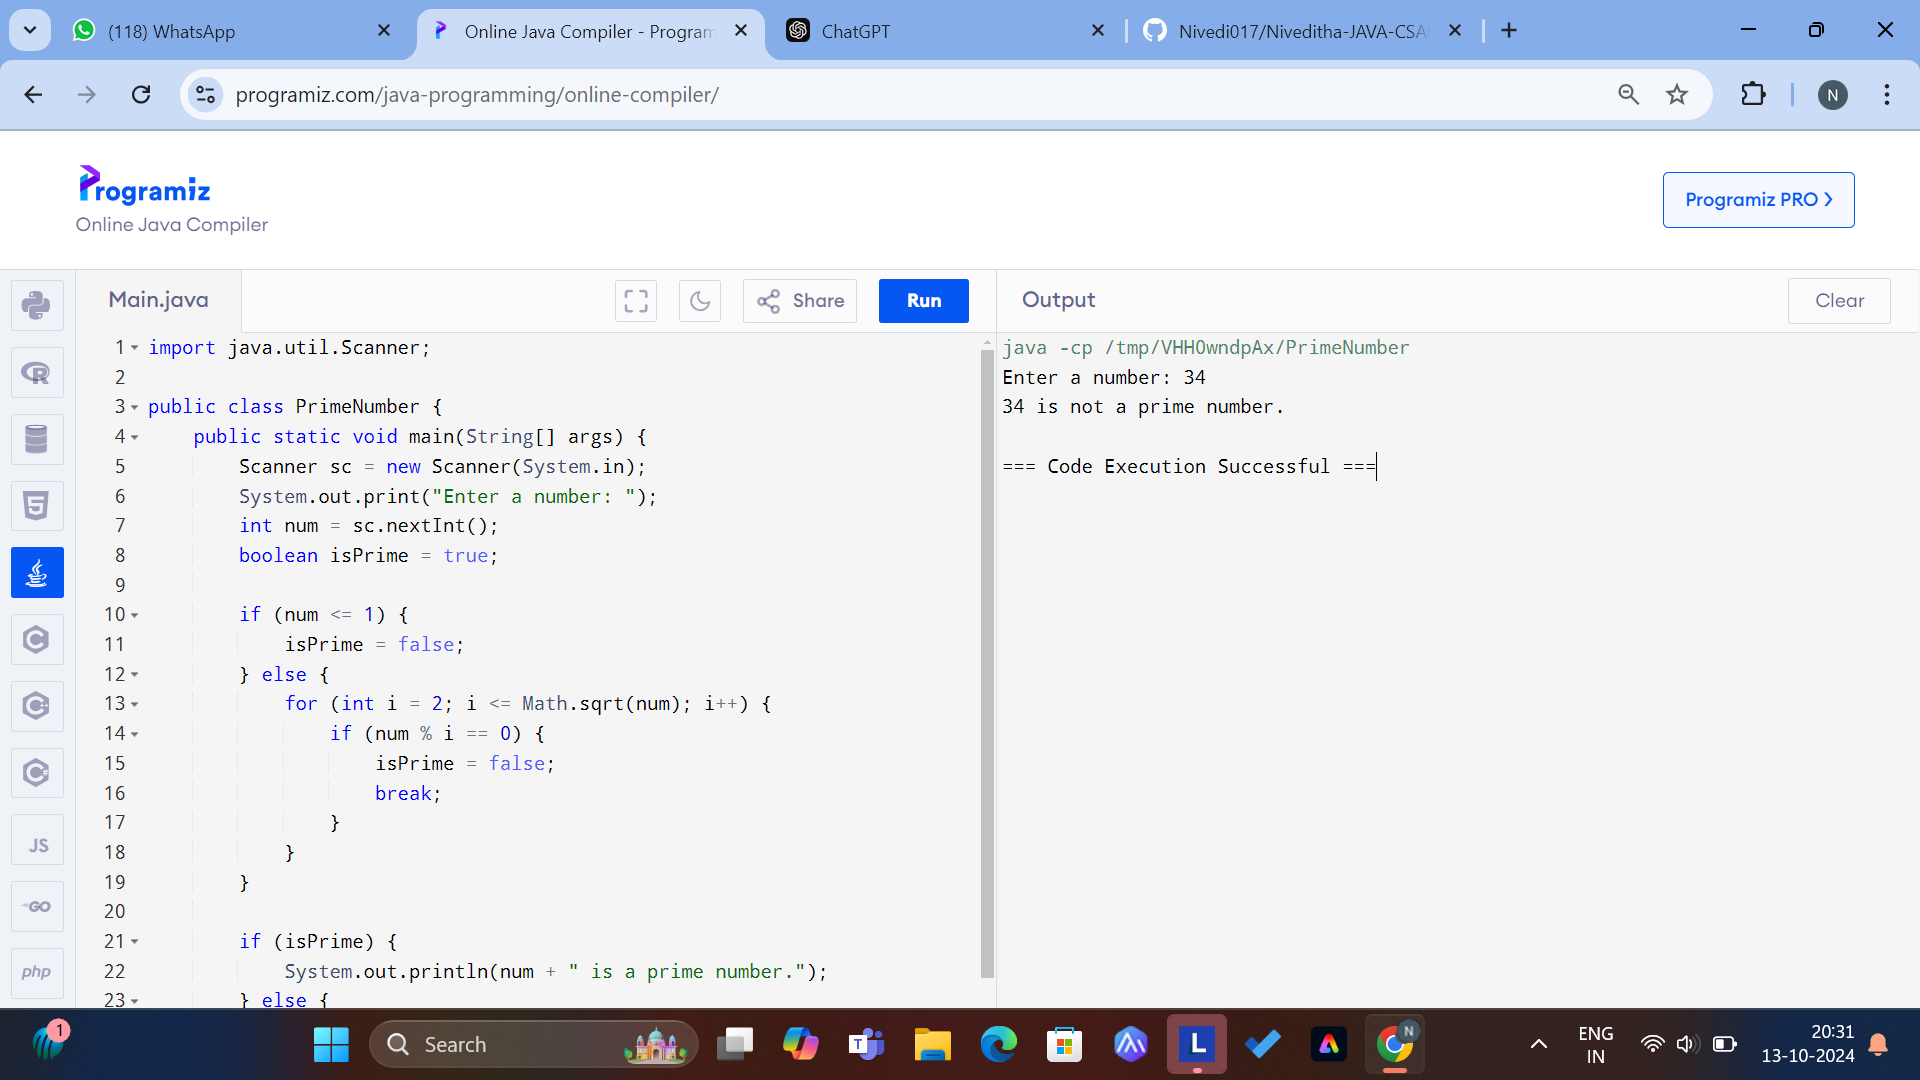 (118) WhatsApp
Online Java Compiler - Program
ChatGPT
Nivedi017/Niveditha-JAVA-CSA
programiz.com/java-programming/online-compiler/
N
Programiz
Online Java Compiler
Programiz PRO
Main.java
Share
Run
Output
Clear
1 import java.util.Scanner;
2
3 public class PrimeNumber {
4     public static void main(String[] args) {
5         Scanner sc = new Scanner(System.in);
6         System.out.print("Enter a number: ");
7         int num = sc.nextInt();
8         boolean isPrime = true;
9
10         if (num <= 1) {
11             isPrime = false;
12         } else {
13             for (int i = 2; i <= Math.sqrt(num); i++) {
14                 if (num % i == 0) {
15                     isPrime = false;
16                     break;
17                 }
18             }
19         }
20
21         if (isPrime) {
22             System.out.println(num + " is a prime number.");
23         } else {
java -cp /tmp/VHH0wndpAx/PrimeNumber
Enter a number: 34
34 is not a prime number.
=== Code Execution Successful ===
R
5
C
C++
C#
JS
GO
php
1
Search
T
L
N
ENG
IN
20:31
13-10-2024